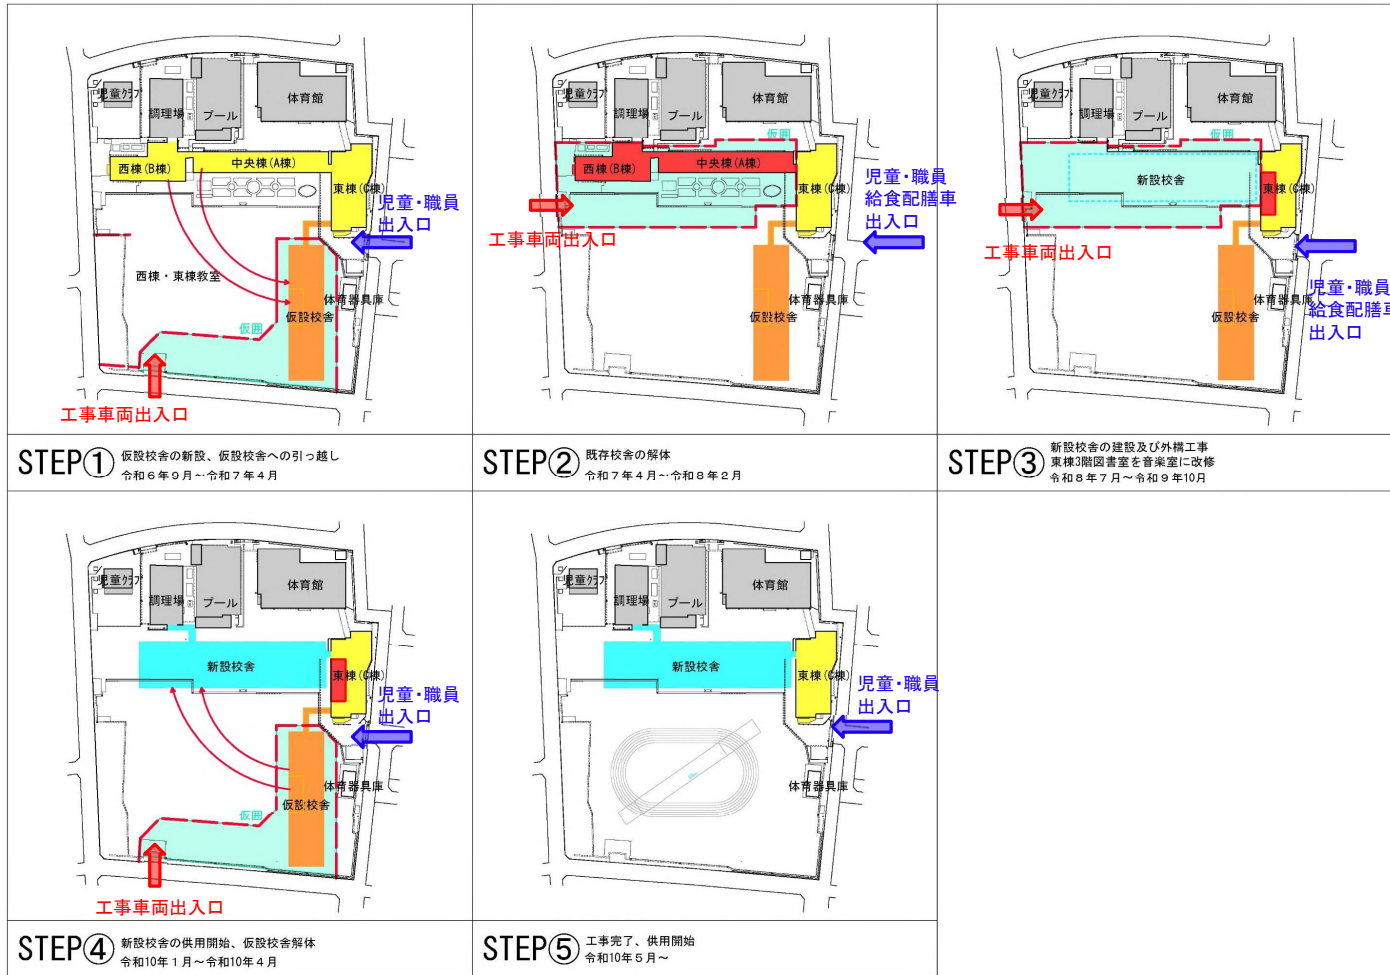 児童クラブ
調理場
プール
体育館
西棟(B棟)
中央棟(A棟)
東棟(C棟)
児童・職員
出入口
西棟・東棟教室
体育器具庫
仮設校舎
仮囲
工事車両出入口
STEP① 仮設校舎の新設、仮設校舎への引っ越し
令和6年9月~令和7年4月
児童クラブ
調理場
プール
体育館
仮囲
西棟(B棟)
中央棟(A棟)
東棟(C棟)
児童・職員
給食配膳車
出入口
工事車両出入口
体育器具庫
仮設校舎
STEP② 既存校舎の解体
令和7年4月~令和8年2月
児童クラブ
調理場
プール
体育館
仮囲
新設校舎
東棟(C棟)
工事車両出入口
児童・職員
給食配膳車
出入口
体育器具庫
仮設校舎
STEP③ 新設校舎の建設及び外構工事
東棟3階図書室を音楽室に改修
令和8年7月~令和9年10月
児童クラブ
調理場
プール
体育館
新設校舎
東棟(C棟)
児童・職員
出入口
体育器具庫
仮設校舎
仮囲
工事車両出入口
STEP④ 新設校舎の供用開始、仮設校舎解体
令和10年1月~令和10年4月
児童クラブ
調理場
プール
体育館
新設校舎
東棟(C棟)
児童・職員
出入口
体育器具庫
STEP⑤ 工事完了、供用開始
令和10年5月~